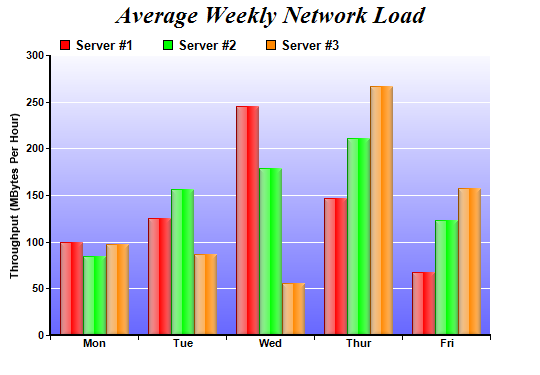 Average Weekly Network Load
Server #1 Server #2 Server #3
Throughput (MBytes Per Hour)
300
250
200
150
100
50
0
Mon Tue Wed Thur Fri